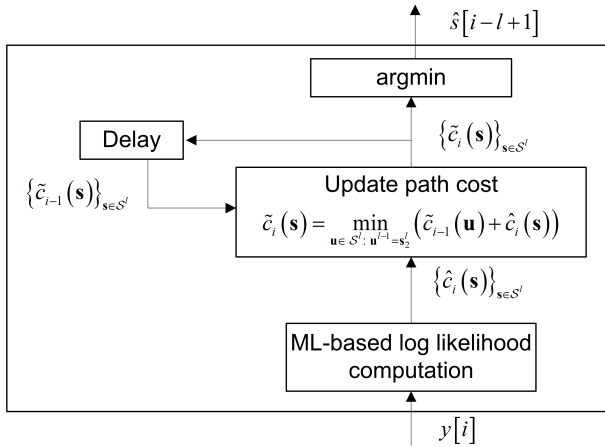 ŝ[i−l+1]
argmin
Delay
{c̃ᵢ(𝐬)}_{𝐬∈𝒮ˡ}
{c̃ᵢ₋₁(𝐬)}_{𝐬∈𝒮ˡ}
Update path cost
c̃ᵢ(𝐬) = min_{𝐮∈𝒮ˡ: 𝐮ˡ⁻¹=𝐬₂ˡ} (c̃ᵢ₋₁(𝐮) + ĉᵢ(𝐬))
{ĉᵢ(𝐬)}_{𝐬∈𝒮ˡ}
ML-based log likelihood
computation
y[i]